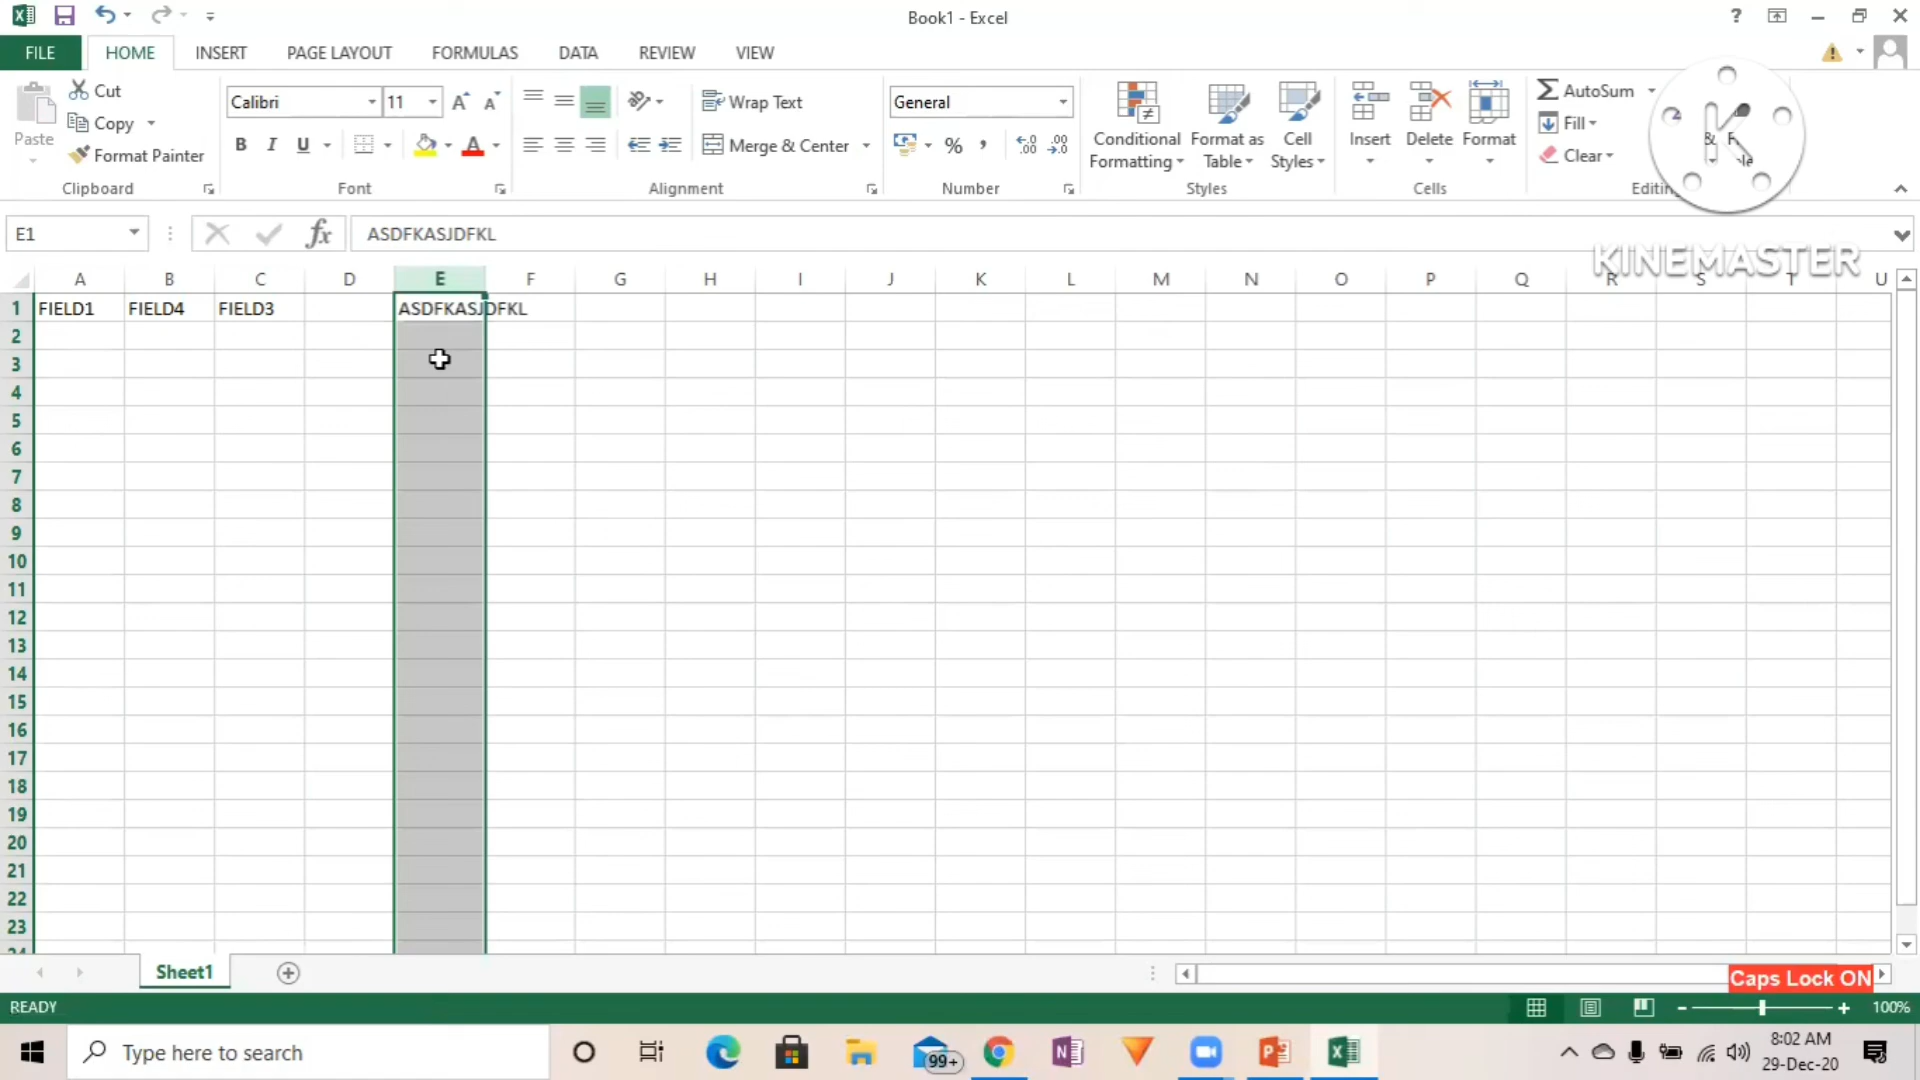 Book1 - Excel
?
FILE HOME INSERT PAGE LAYOUT FORMULAS DATA REVIEW VIEW
Paste
Cut
Copy
Format Painter
Clipboard
Calibri 11
B I U
Font
Wrap Text
Merge & Center
Alignment
General
%
Number
Conditional Formatting
Format as Table
Cell Styles
Styles
Insert Delete Format
Cells
AutoSum
Fill
Clear
KINEMASTER
E1
fx
ASDFKASJDFKL
A B C D E F G H I J K L M N O P Q R S T U
1 FIELD1 FIELD4 FIELD3 ASDFKASJDFKL
2
3
4
5
6
7
8
9
10
11
12
13
14
15
16
17
18
19
20
21
22
23
Sheet1
Caps Lock ON
READY
100%
Type here to search
99+
8:02 AM
29-Dec-20